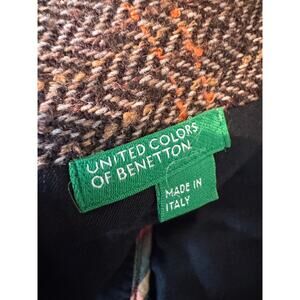 UNITED COLORS
OF BENETTON
MADE IN
ITALY